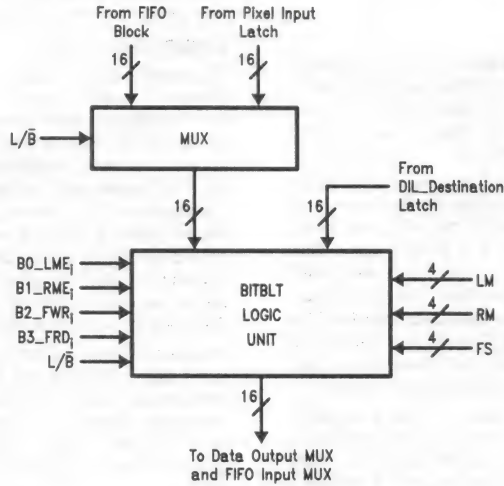 From FIFO
Block
From Pixel Input
Latch
16
16
L/B̅
MUX
From
DIL_Destination
Latch
16
16
B0_LMEᵢ
B1_RMEᵢ
B2_FWRᵢ
B3_FRDᵢ
L/B̅
BITBLT
LOGIC
UNIT
4
LM
4
RM
4
FS
16
To Data Output MUX
and FIFO Input MUX